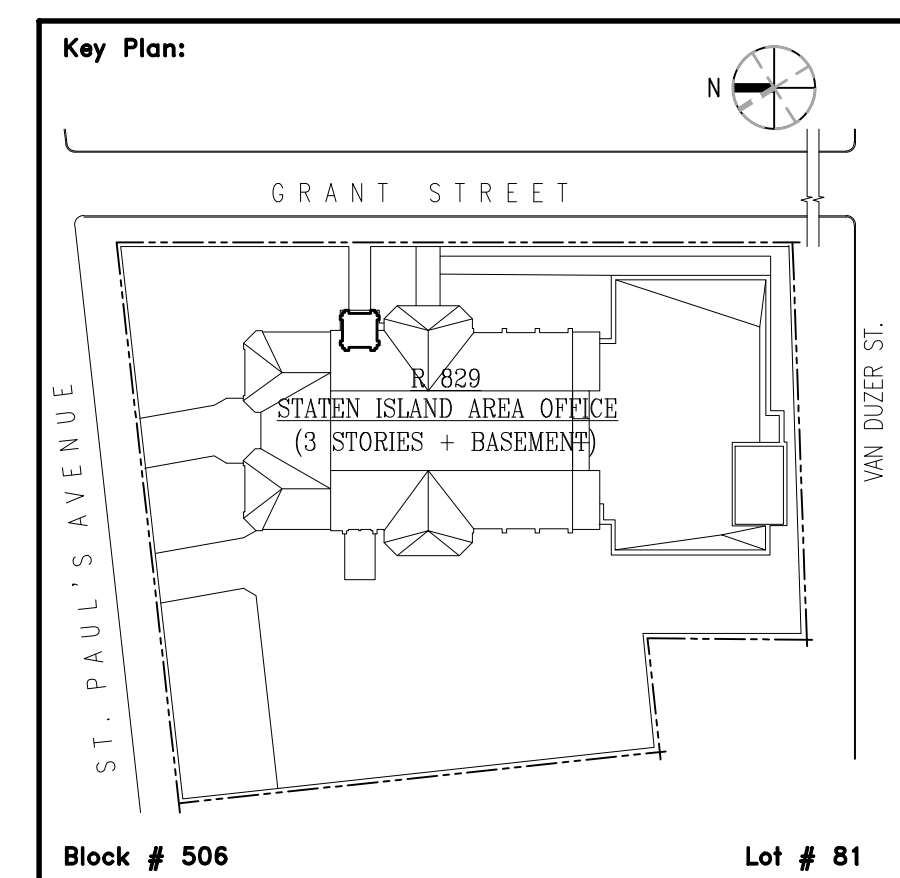 Key Plan:
N
GRANT STREET
ST. PAUL'S AVENUE
VAN DUZER ST.
R 829
STATEN ISLAND AREA OFFICE
(3 STORIES + BASEMENT)
Block # 506
Lot # 81